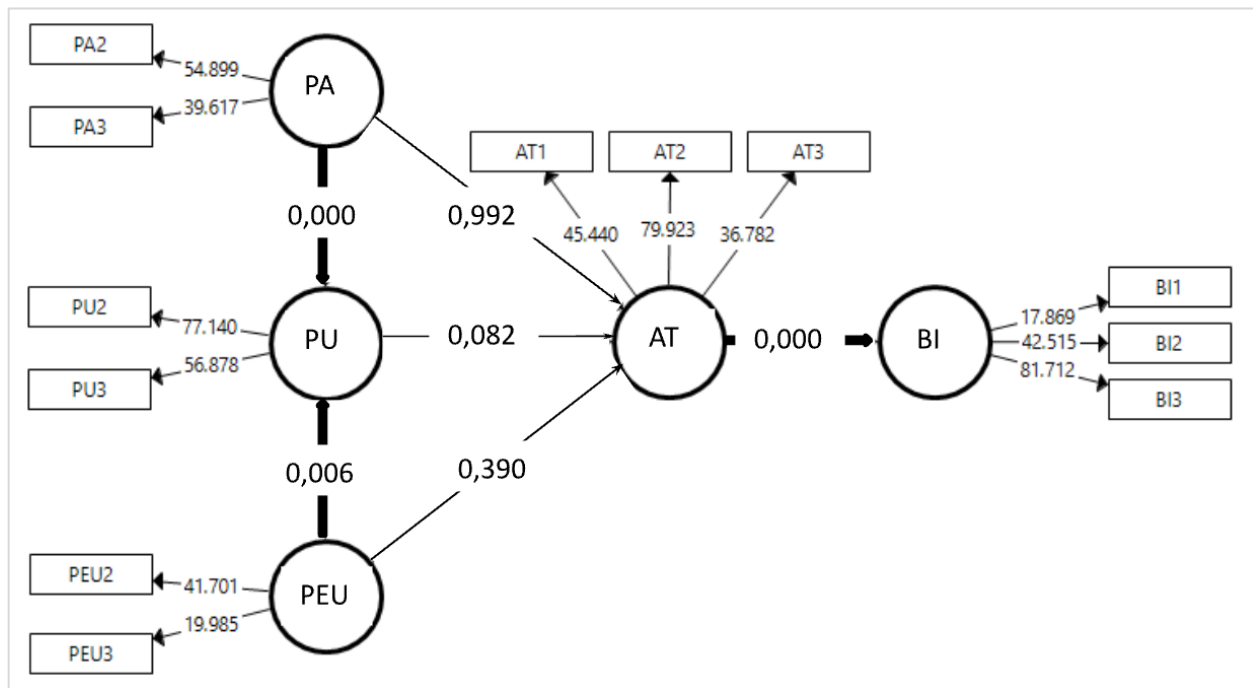 PA2
54.899
PA
PA3
39.617
AT1
AT2
AT3
0,000
0,992
45.440
79.923
36.782
PU2
77.140
PU
0,082
AT
0,000
BI
17.869
BI1
42.515
BI2
PU3
56.878
81.712
BI3
0,006
0,390
PEU2
41.701
PEU
19.985
PEU3